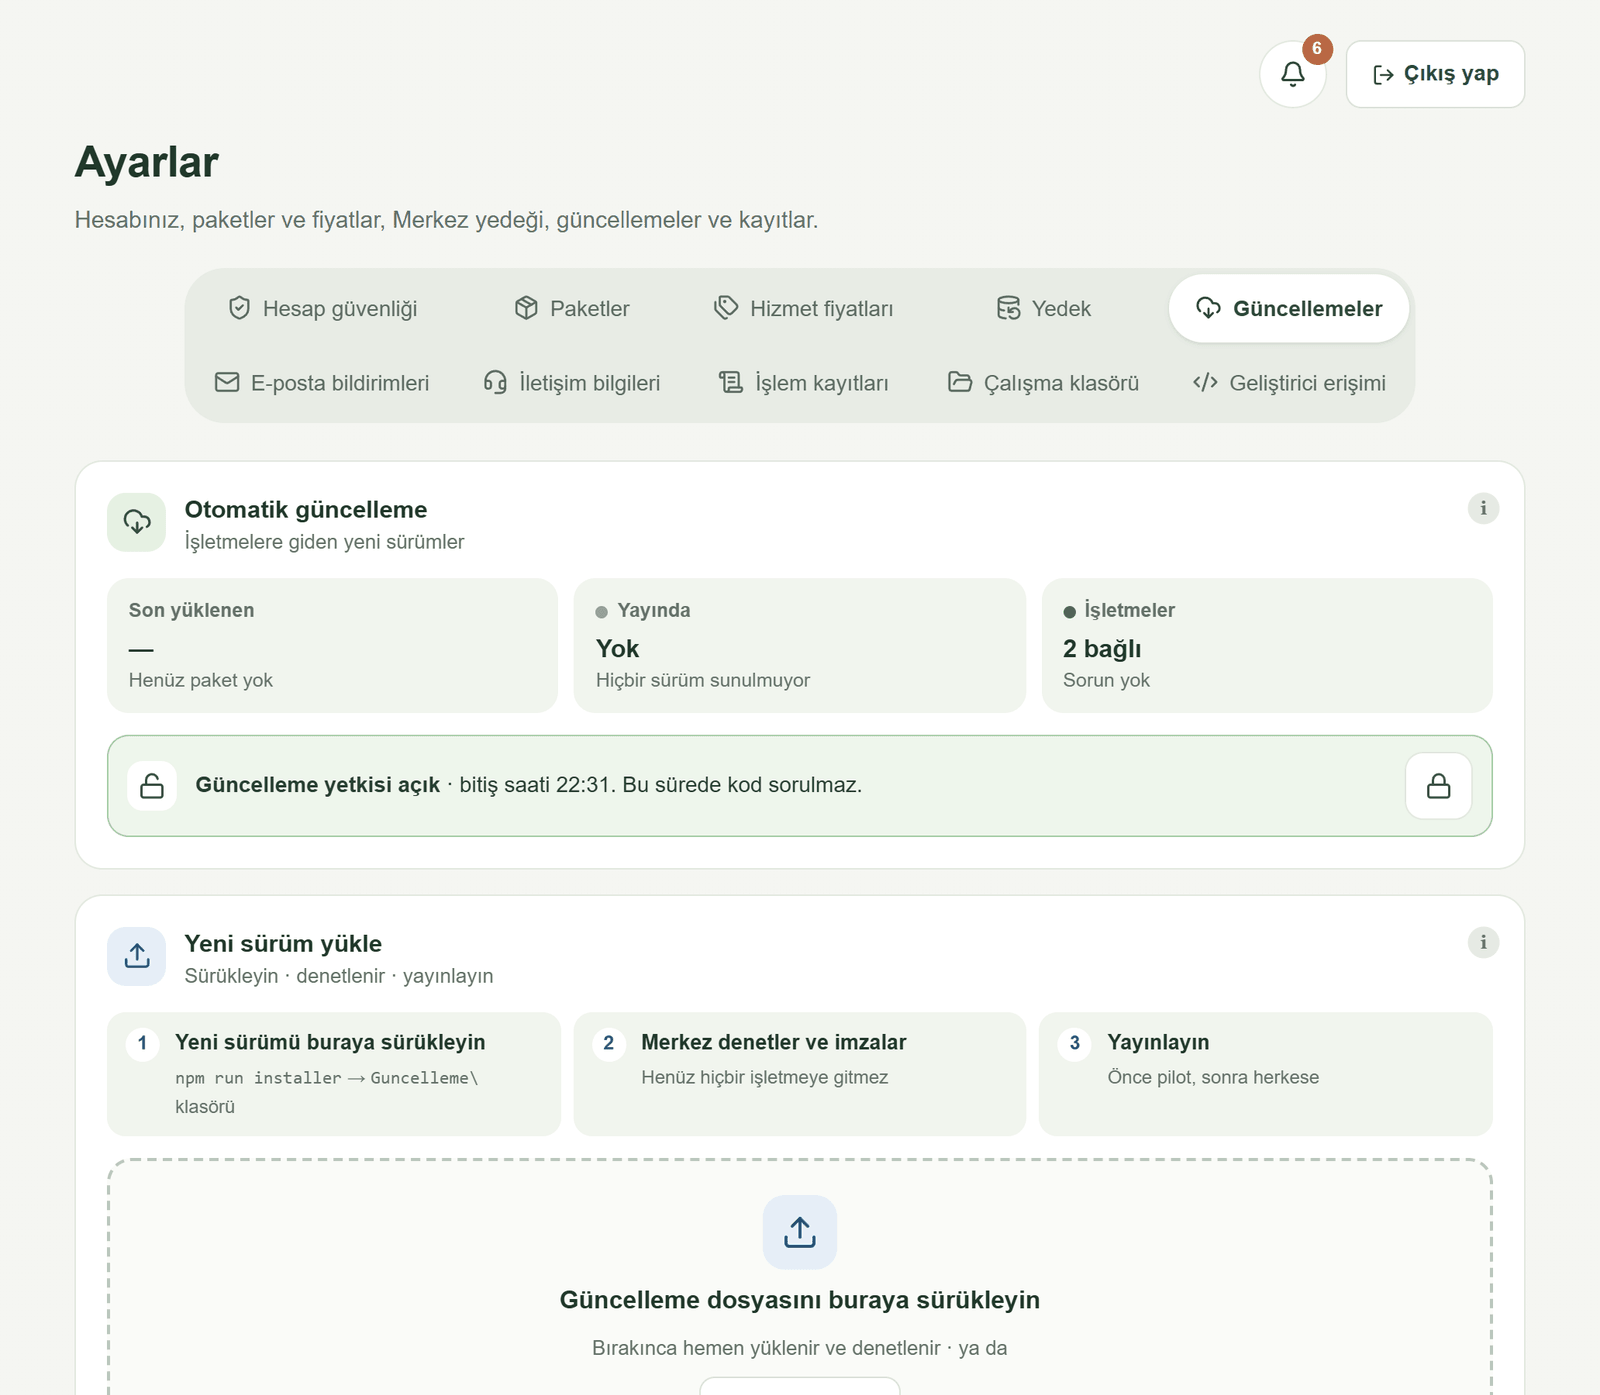 6
Çıkış yap
Ayarlar
Hesabınız, paketler ve fiyatlar, Merkez yedeği, güncellemeler ve kayıtlar.
Hesap güvenliği
Paketler
Hizmet fiyatları
Yedek
Güncellemeler
E-posta bildirimleri
İletişim bilgileri
İşlem kayıtları
Çalışma klasörü
Geliştirici erişimi
Otomatik güncelleme
i
İşletmelere giden yeni sürümler
Son yüklenen
—
Henüz paket yok
Yayında
Yok
Hiçbir sürüm sunulmuyor
İşletmeler
2 bağlı
Sorun yok
Güncelleme yetkisi açık · bitiş saati 22:31. Bu sürede kod sorulmaz.
Yeni sürüm yükle
i
Sürükleyin · denetlenir · yayınlayın
1
Yeni sürümü buraya sürükleyin
npm run installer → Guncelleme\
klasörü
2
Merkez denetler ve imzalar
Henüz hiçbir işletmeye gitmez
3
Yayınlayın
Önce pilot, sonra herkese
Güncelleme dosyasını buraya sürükleyin
Bırakınca hemen yüklenir ve denetlenir · ya da